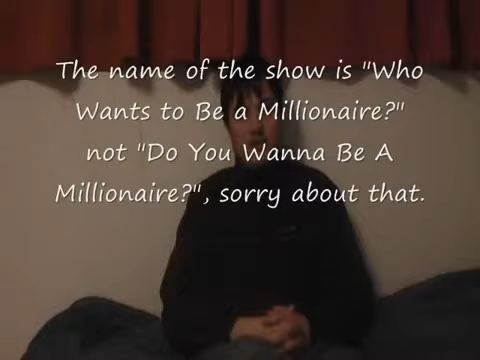 The name of the show is "Who
Wants to Be a Millionaire?"
not "Do You Wanna Be A
Millionaire?", sorry about that.